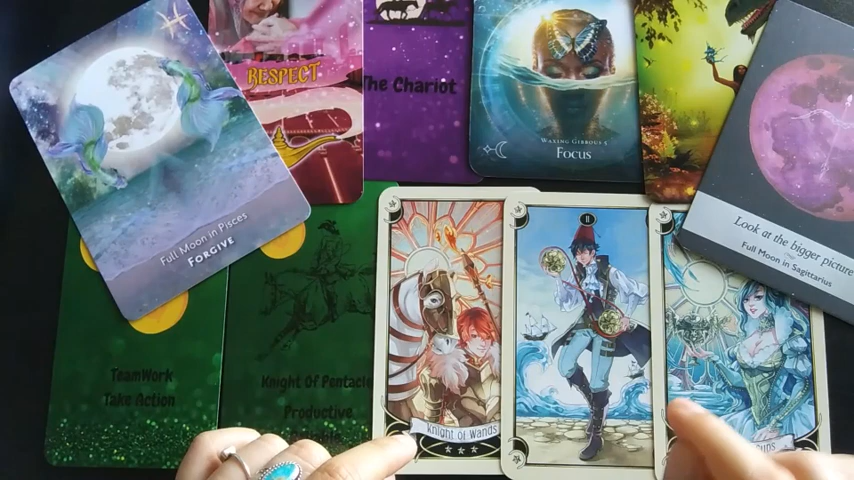 RESPECT
The Chariot
WAXING GIBBOUS
Focus
Full Moon in Pisces
FORGIVE
Look at the bigger picture
Full Moon in Sagittarius
TeamWork
Take Action
Knight Of Pentacle
Productive
Knight of Wands
II